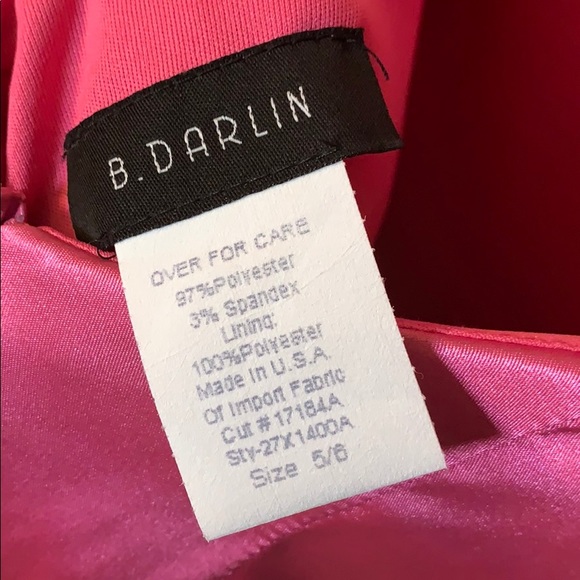 B.DARLIN
OVER FOR CARE
97%Polyester
3% Spandex
Lining:
100%Polyester
Made In U.S.A.
Of Import Fabric
Cut #17184A
Sty-27X1400A
Size 5/6